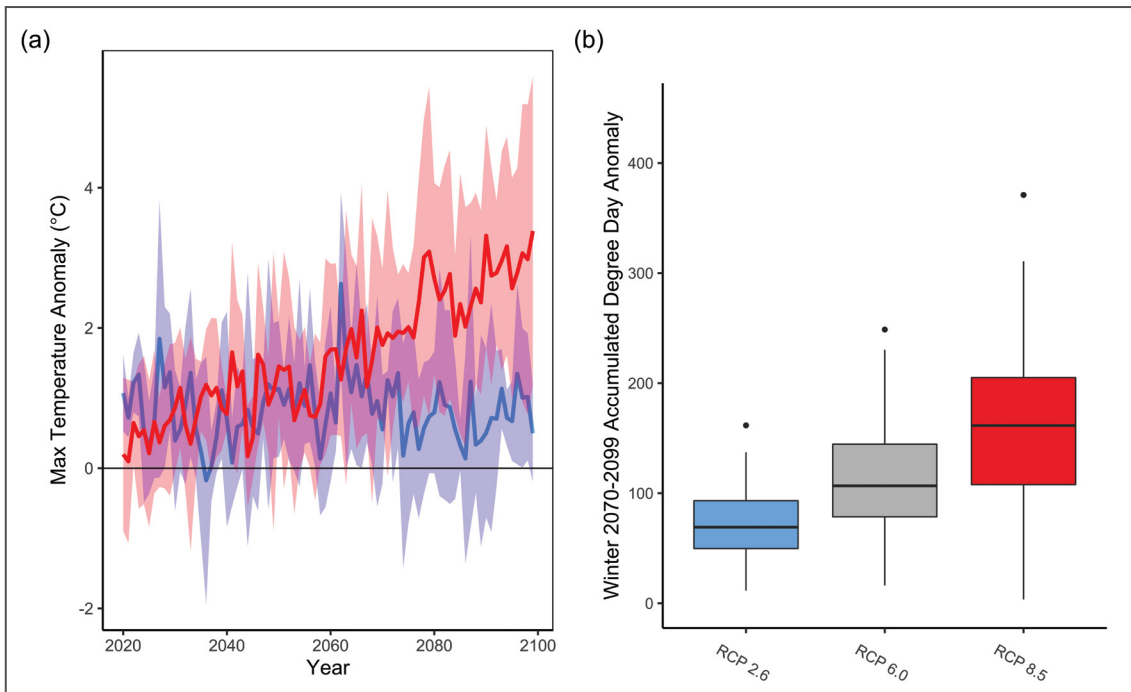 (a)
Max Temperature Anomaly (°C)
4
2
0
-2
2020 2040 2060 2080 2100
Year
(b)
Winter 2070-2099 Accumulated Degree Day Anomaly
400
300
200
100
0
RCP 2.6 RCP 6.0 RCP 8.5